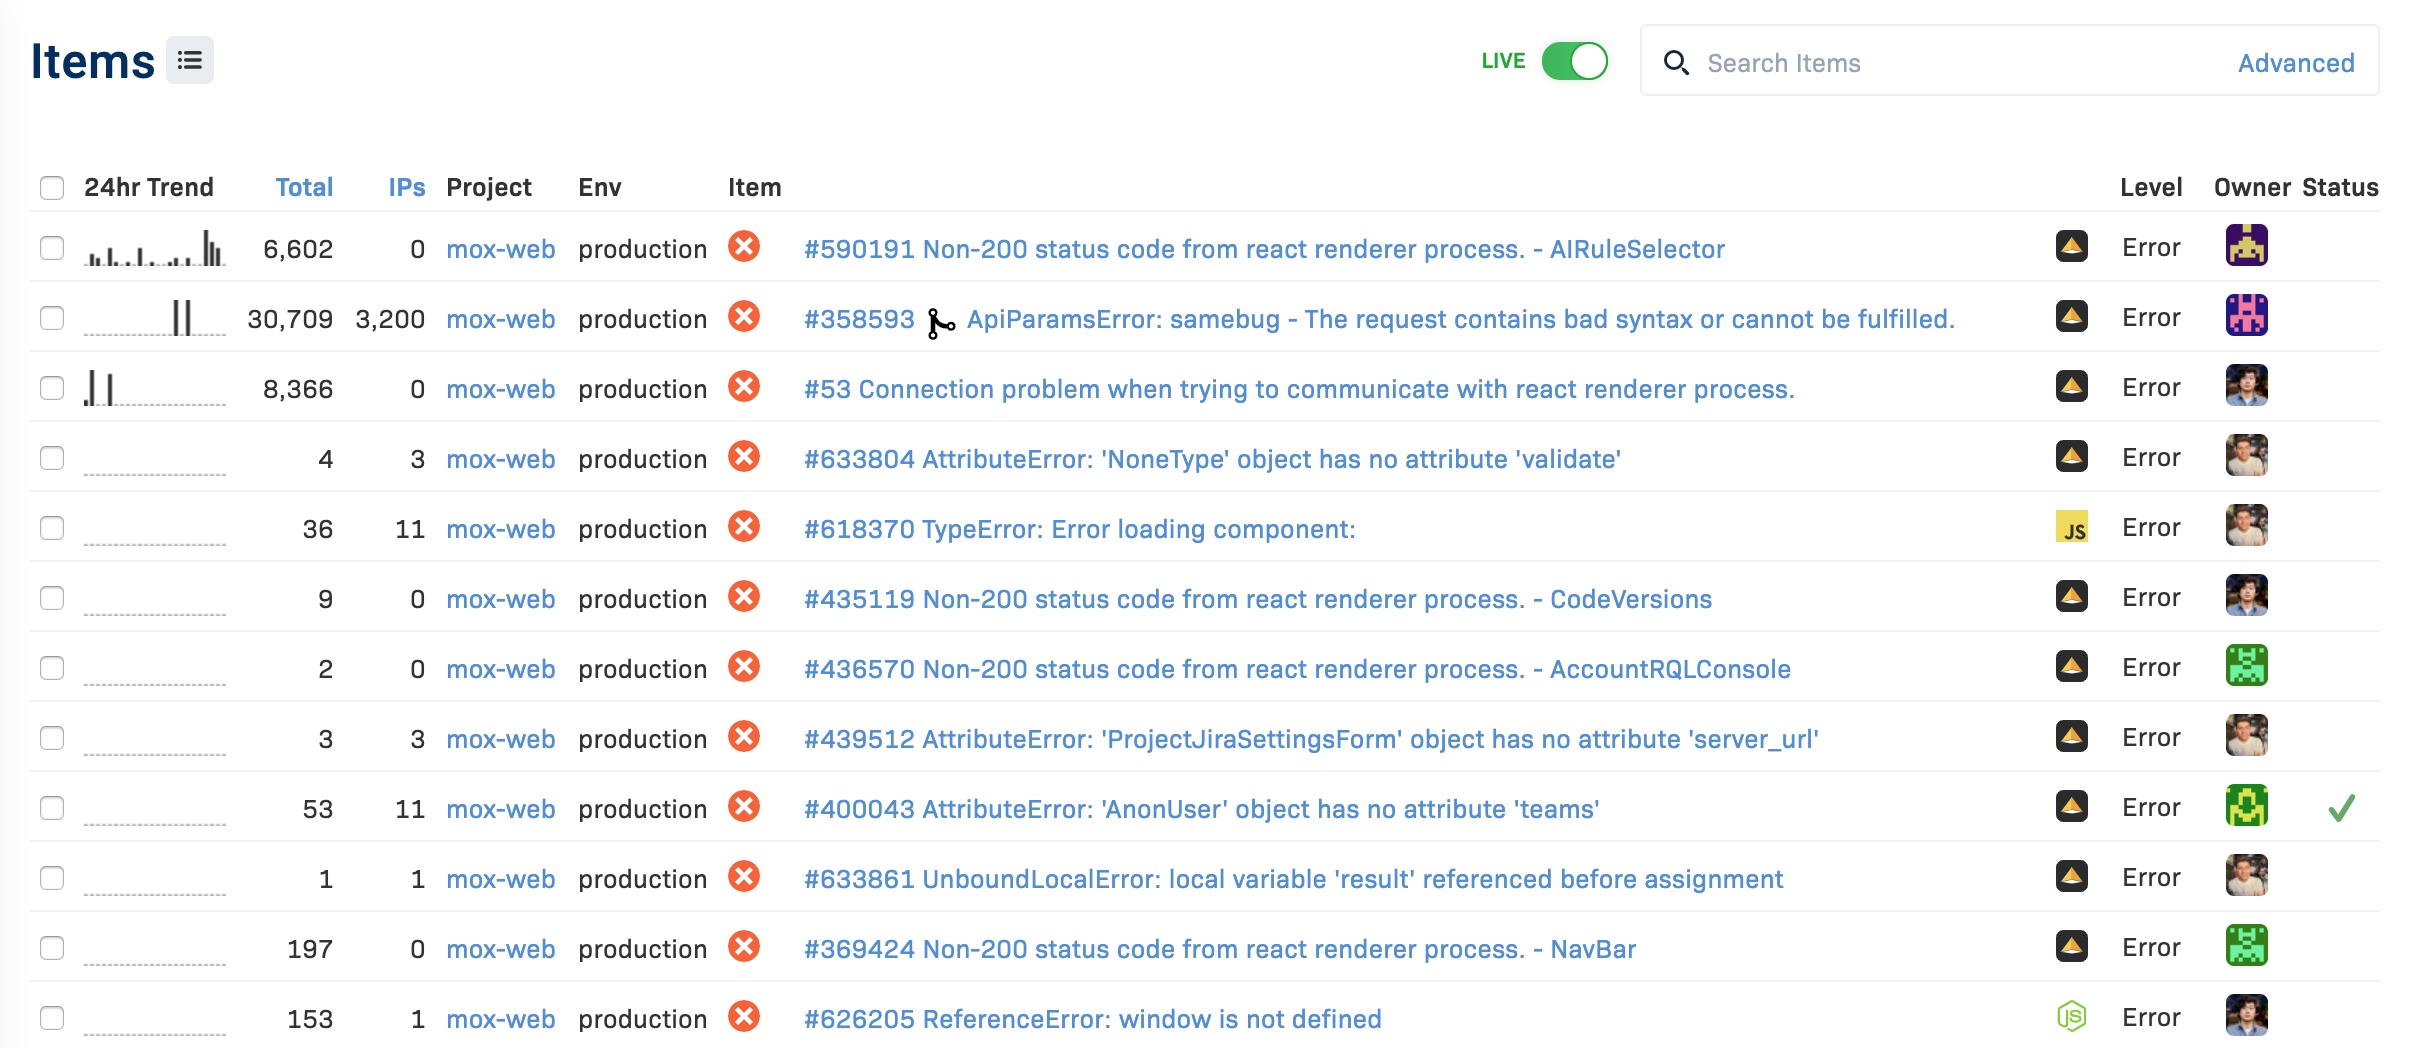 Items
LIVE
Search Items Advanced
24hr Trend Total IPs Project Env Item Level Owner Status
6,602 0 mox-web production #590191 Non-200 status code from react renderer process. - AIRuleSelector Error
30,709 3,200 mox-web production #358593 ApiParamsError: samebug - The request contains bad syntax or cannot be fulfilled. Error
8,366 0 mox-web production #53 Connection problem when trying to communicate with react renderer process. Error
4 3 mox-web production #633804 AttributeError: 'NoneType' object has no attribute 'validate' Error
36 11 mox-web production #618370 TypeError: Error loading component: JS Error
9 0 mox-web production #435119 Non-200 status code from react renderer process. - CodeVersions Error
2 0 mox-web production #436570 Non-200 status code from react renderer process. - AccountRQLConsole Error
3 3 mox-web production #439512 AttributeError: 'ProjectJiraSettingsForm' object has no attribute 'server_url' Error
53 11 mox-web production #400043 AttributeError: 'AnonUser' object has no attribute 'teams' Error
1 1 mox-web production #633861 UnboundLocalError: local variable 'result' referenced before assignment Error
197 0 mox-web production #369424 Non-200 status code from react renderer process. - NavBar Error
153 1 mox-web production #626205 ReferenceError: window is not defined JS Error